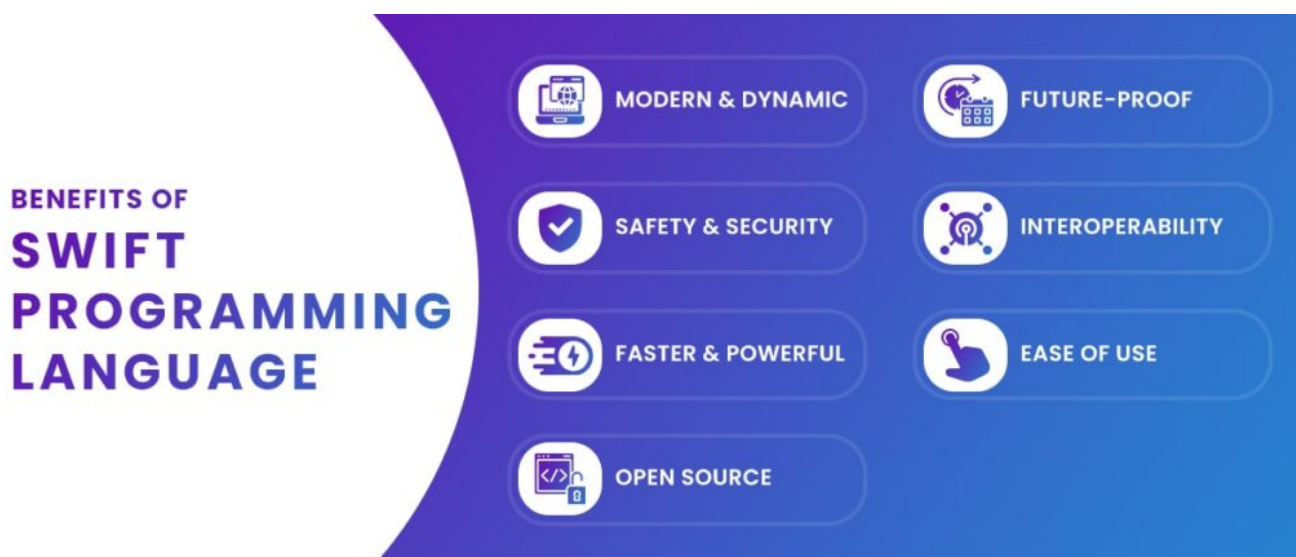 BENEFITS OF
SWIFT
PROGRAMMING
LANGUAGE
MODERN & DYNAMIC
SAFETY & SECURITY
FASTER & POWERFUL
</>
OPEN SOURCE
FUTURE-PROOF
INTEROPERABILITY
EASE OF USE